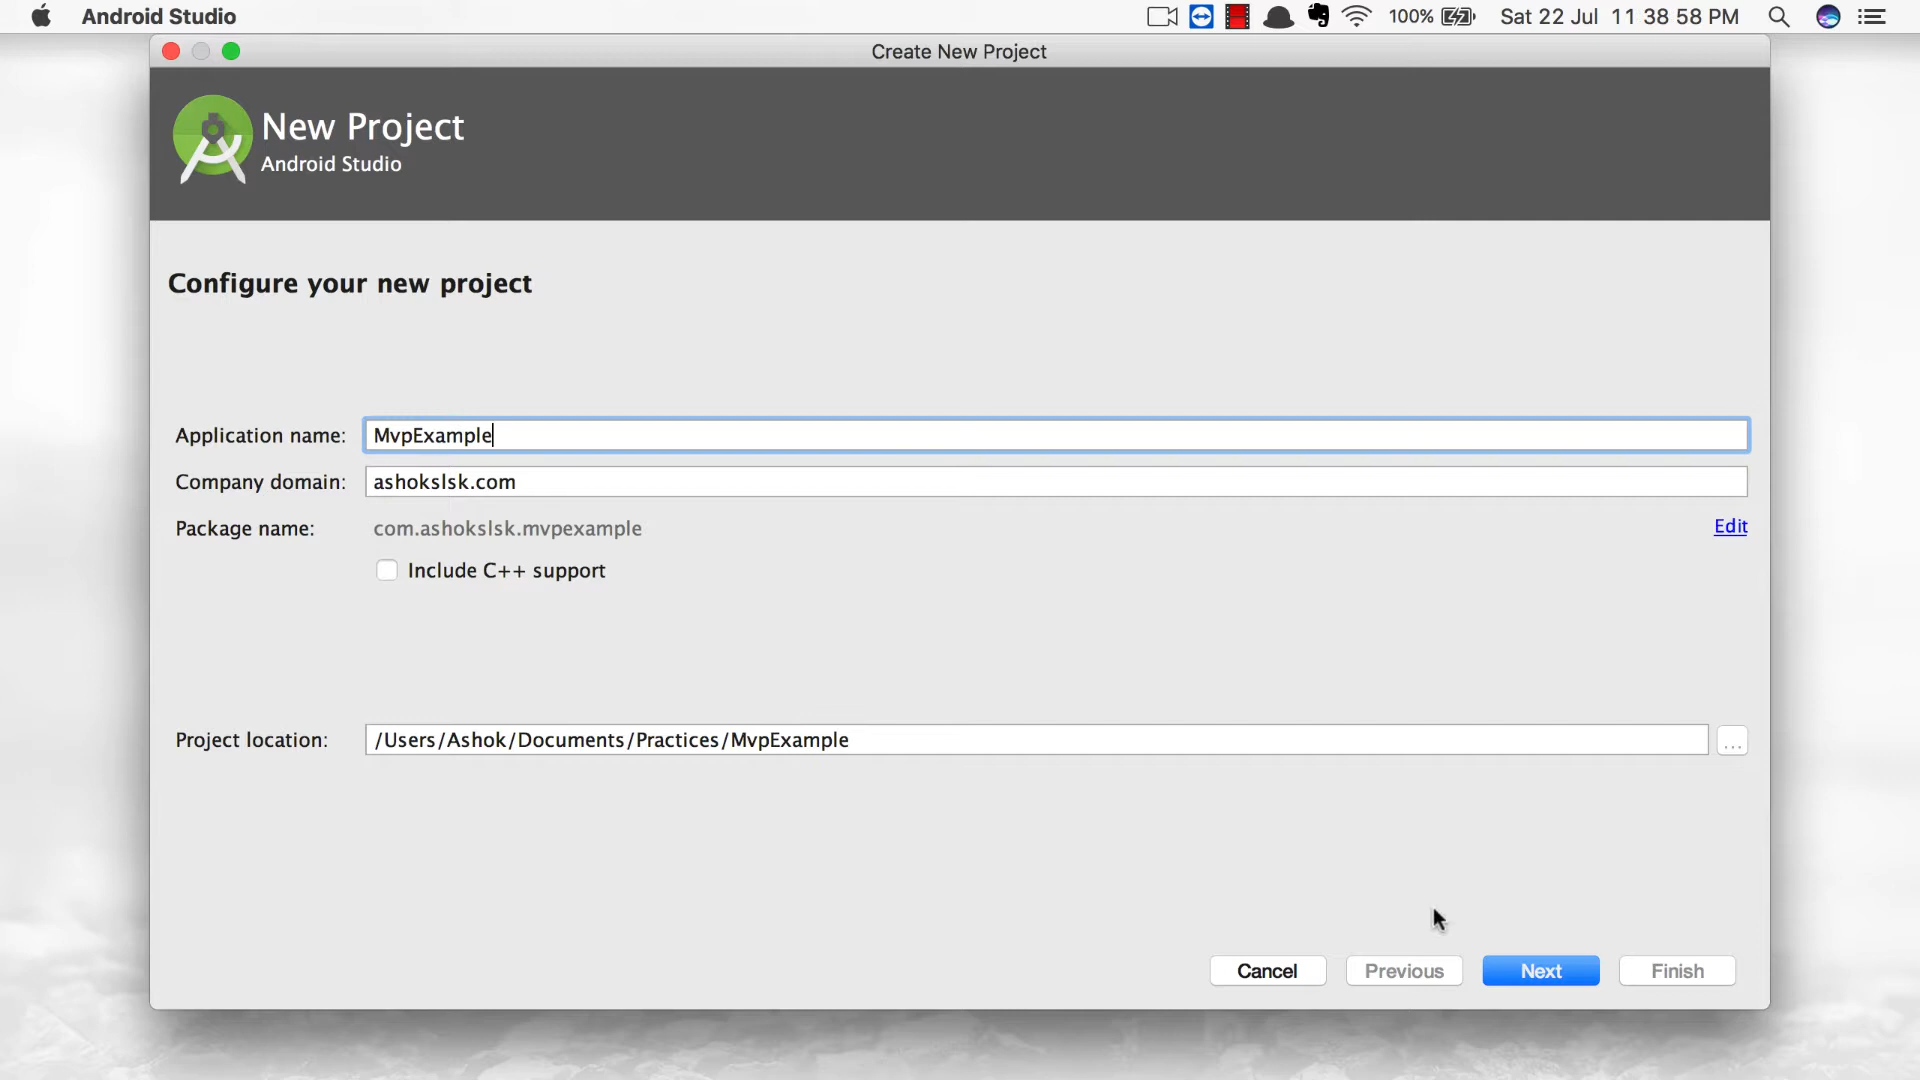 Android Studio 100% Sat 22 Jul 11 38 58 PM
Create New Project
New Project
Android Studio
Configure your new project
Application name: MvpExample
Company domain: ashokslsk.com
Package name: com.ashokslsk.mvpexample Edit
Include C++ support
Project location: /Users/Ashok/Documents/Practices/MvpExample ...
Cancel Previous Next Finish